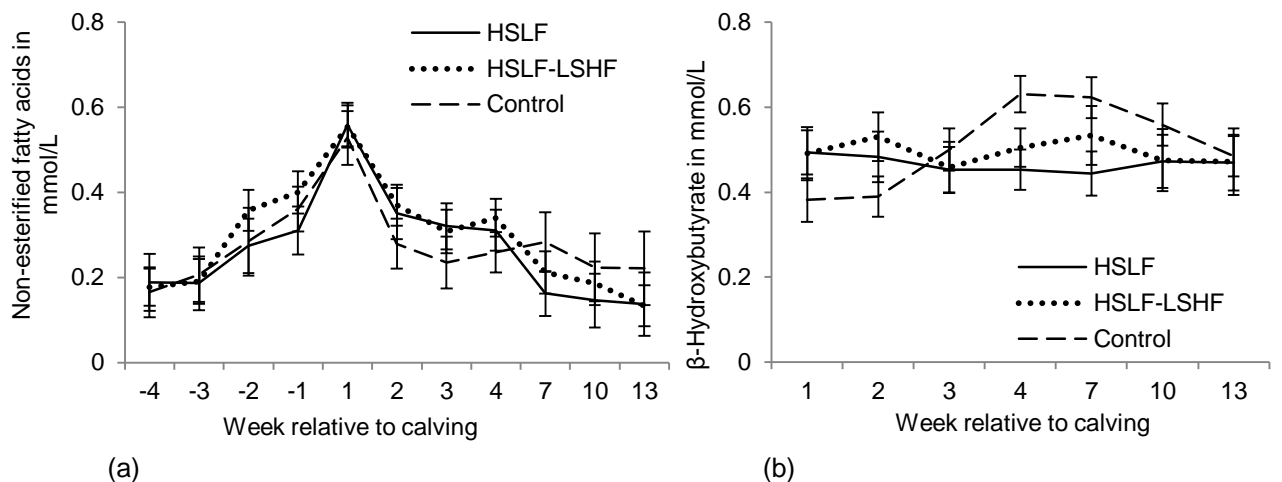 Non-esterified fatty acids in
mmol/L
0.8
0.6
0.4
0.2
0
HSLF
HSLF-LSHF
Control
-4 -3 -2 -1 1 2 3 4 7 10 13
Week relative to calving
(a)
β-Hydroxybutyrate in mmol/L
0.8
0.6
0.4
0.2
0
HSLF
HSLF-LSHF
Control
1 2 3 4 7 10 13
Week relative to calving
(b)